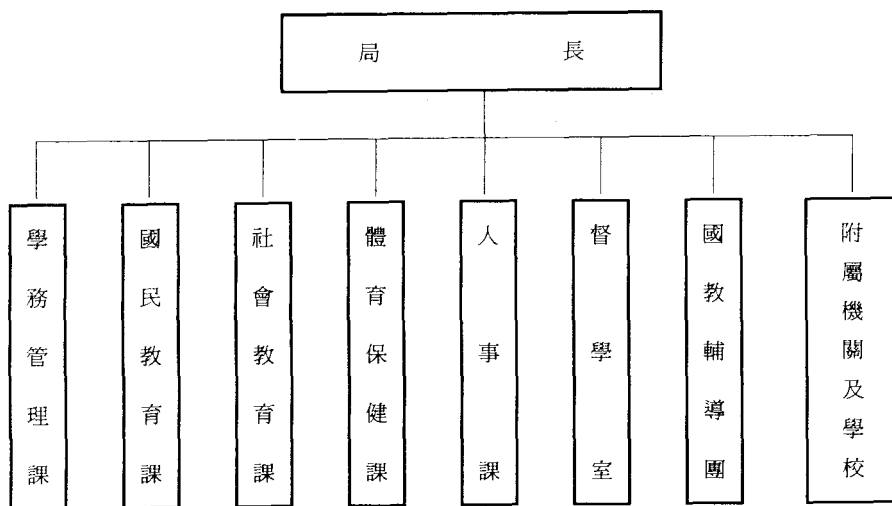 局長
學務管理課
國民教育課
社會教育課
體育保健課
人事課
督學室
國教輔導團
附屬機關及學校